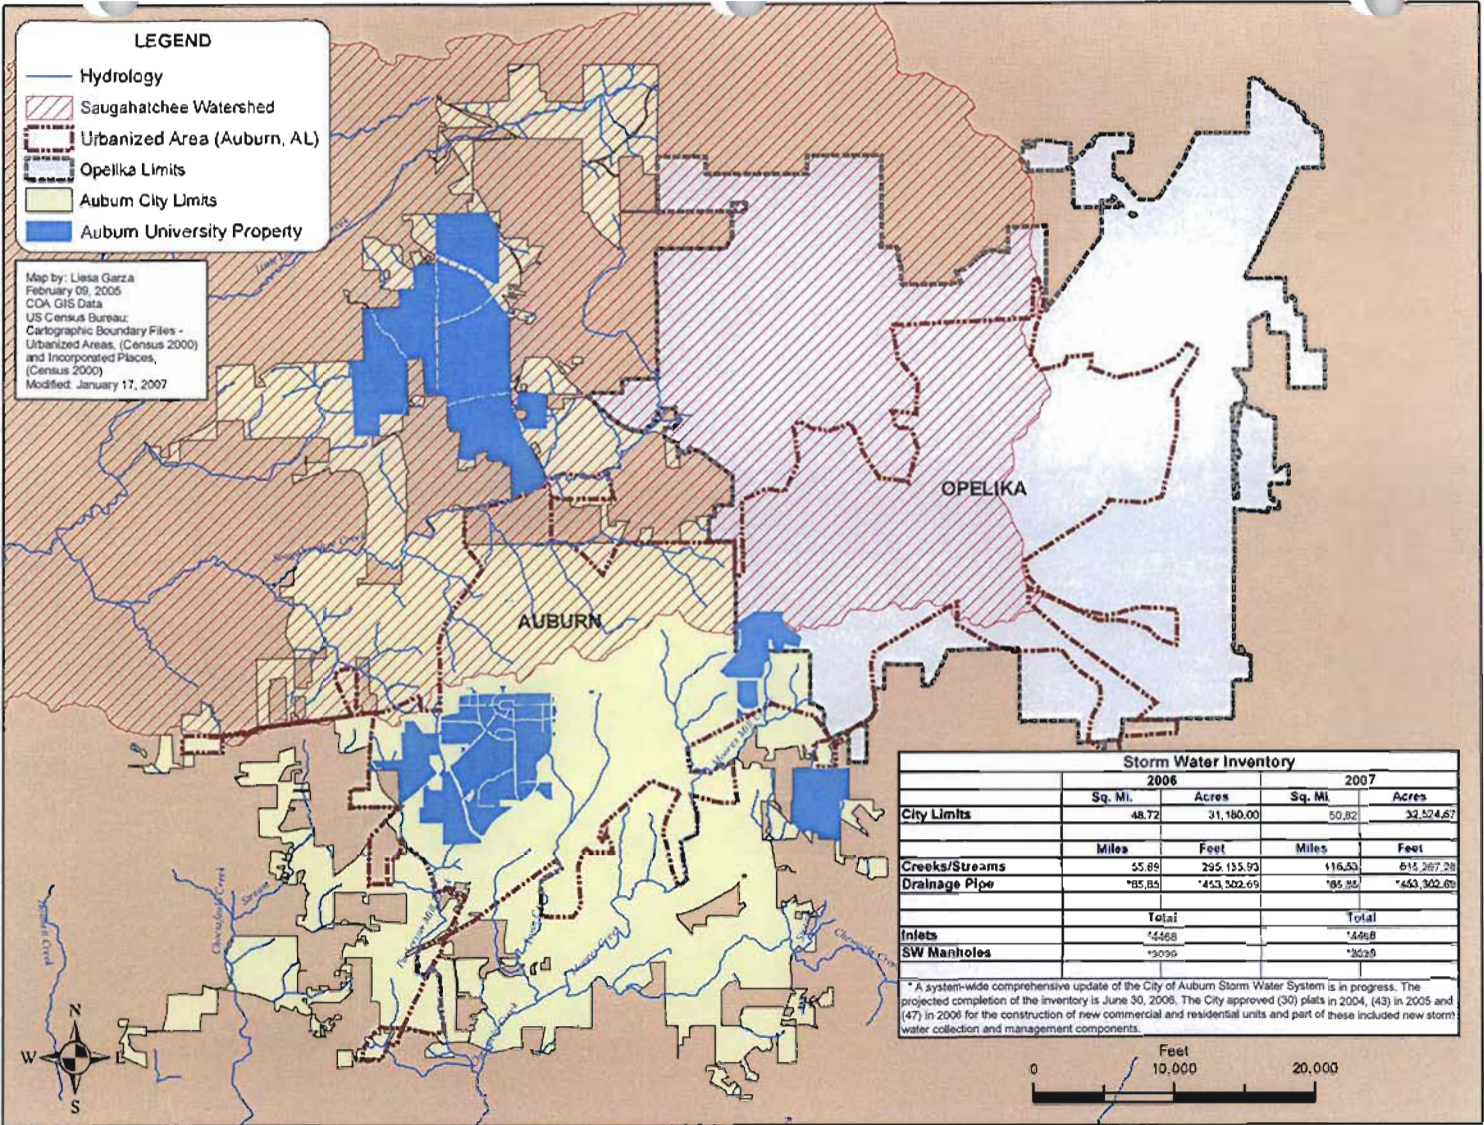 LEGEND
Hydrology
Saugahatchee Watershed
Urbanized Area (Auburn, AL)
Opelika Limits
Auburn City Limits
Auburn University Property
Map by: Liesa Garza
February 09, 2005
COA GIS Data
US Census Bureau:
Cartographic Boundary Files -
Urbanized Areas, (Census 2000)
and Incorporated Places,
(Census 2000)
Modified: January 17, 2007
OPELIKA
AUBURN
Storm Water Inventory
2006 2007
Sq. Mi. Acres Sq. Mi. Acres
City Limits 48.72 31,180.00 50.82 32,524.67
Miles Feet Miles Feet
Creeks/Streams 55.89 295,135.93 116.53
Drainage Pipe *85.85 *453,302.69 *85.85 *453,302.69
Total Total
Inlets *4468 *4468
SW Manholes
* A system-wide comprehensive update of the City of Auburn Storm Water System is in progress. The
projected completion of the inventory is June 30, 2006. The City approved (30) plats in 2004, (43) in 2005 and
(47) in 2006 for the construction of new commercial and residential units and part of these included new storm
water collection and management components.
N
W E
S
Feet
0 10,000 20,000